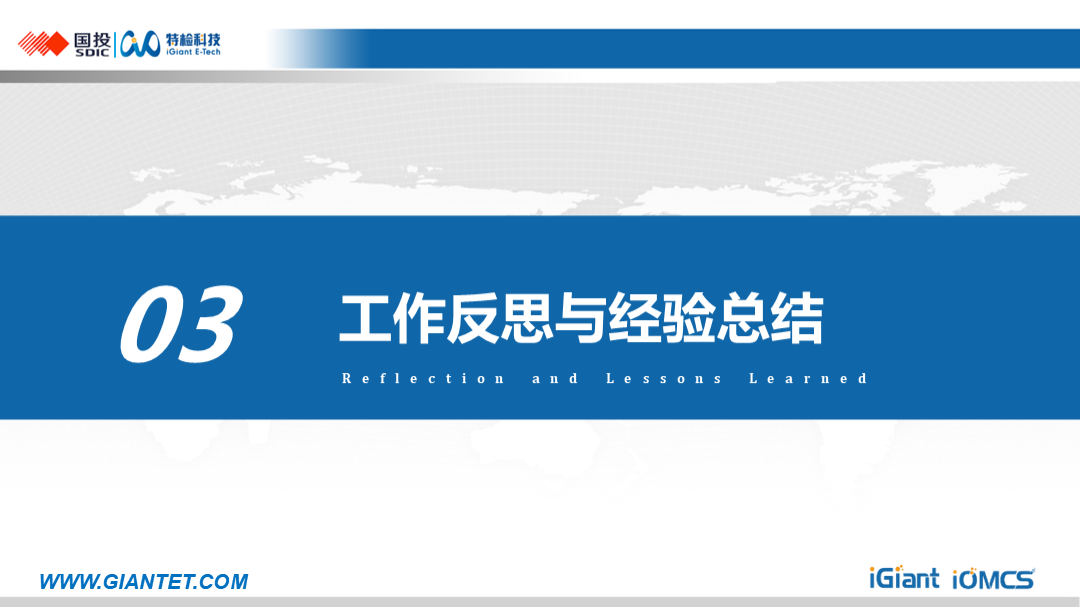 国投 特检科技
SDIC iGiant E-Tech
03
工作反思与经验总结
Reflection and Lessons Learned
WWW.GIANTET.COM
iGiant iOMCS